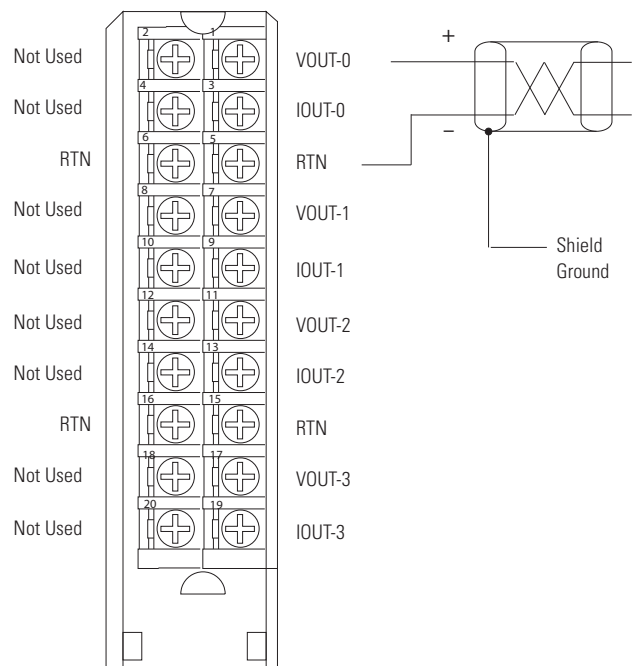 2 1
Not Used VOUT-0 +
4 3
Not Used IOUT-0
6 5 −
RTN RTN
8 7
Not Used VOUT-1
10 9
Not Used IOUT-1
Shield
Ground
12 11
Not Used VOUT-2
14 13
Not Used IOUT-2
16 15
RTN RTN
18 17
Not Used VOUT-3
20 19
Not Used IOUT-3